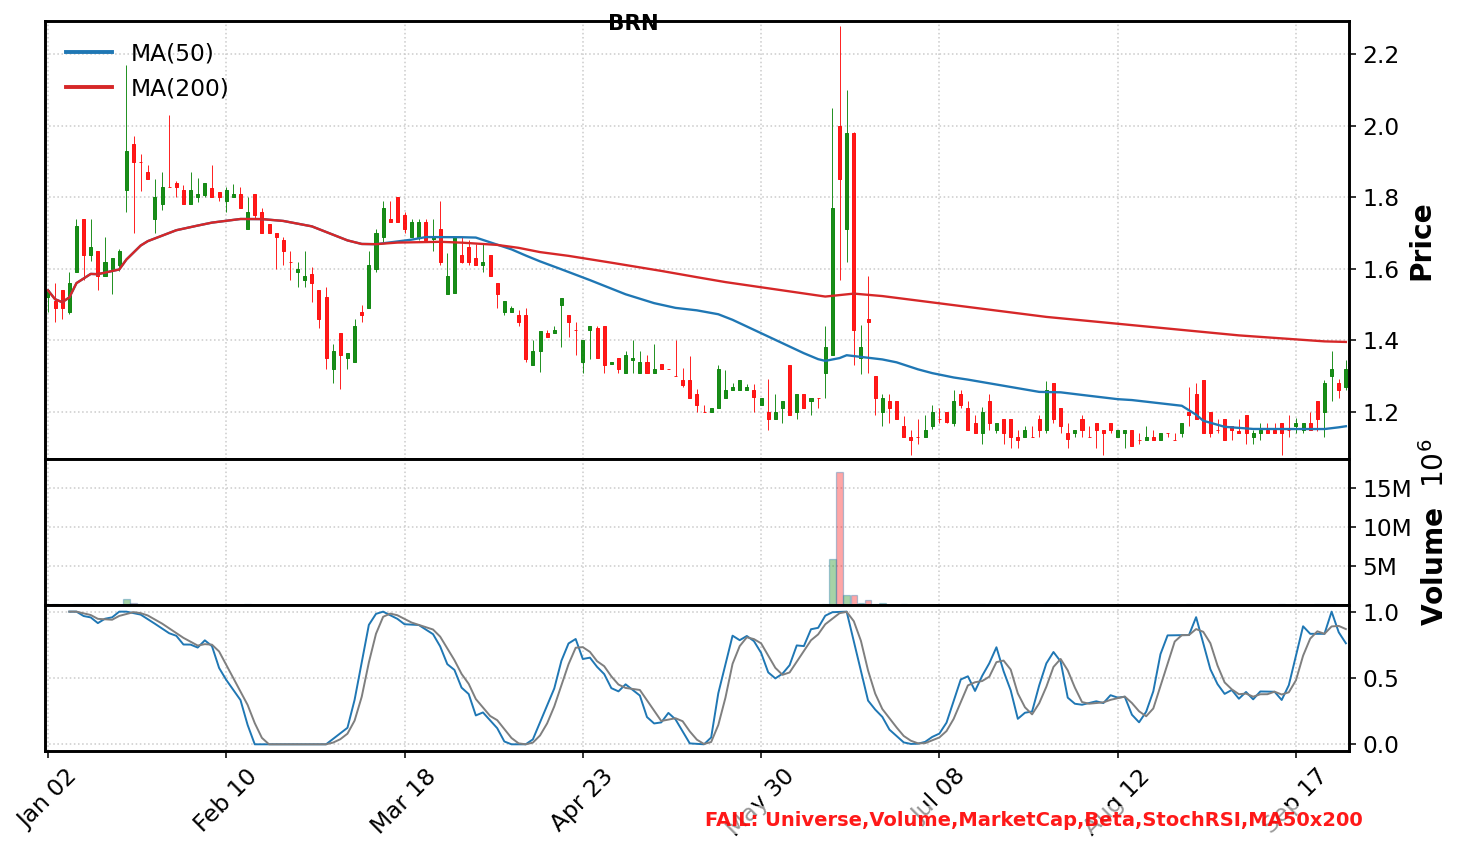 BRN
MA(50)
MA(200)
2.2
2.0
1.8
1.6
1.4
1.2
Price
15M
10M
5M
Volume 10^6
1.0
0.5
0.0
Jan 02
Feb 10
Mar 18
Apr 23
May 30
Jul 08
Aug 12
Sep 17
FAIL: Universe,Volume,MarketCap,Beta,StochRSI,MA50x200